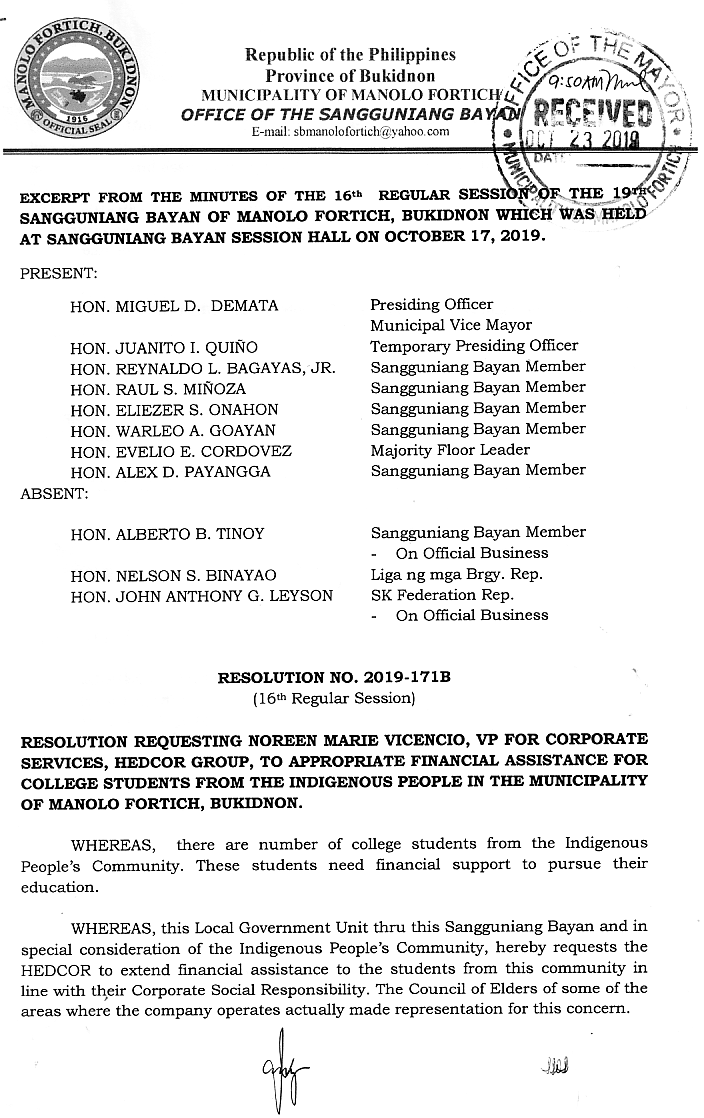 MANOLO FORTICH, BUKIDNON
1916
OFFICIAL SEAL
Republic of the Philippines
Province of Bukidnon
MUNICIPALITY OF MANOLO FORTICH
OFFICE OF THE SANGGUNIANG BAYAN
E-mail: sbmanolofortich@yahoo.com
OFFICE OF THE MAYOR
9:50AM
RECEIVED
OCT 23 2019
DATE
MUNICIPALITY OF MANOLO FORTICH
EXCERPT FROM THE MINUTES OF THE 16th REGULAR SESSION OF THE 19TH
SANGGUNIANG BAYAN OF MANOLO FORTICH, BUKIDNON WHICH WAS HELD
AT SANGGUNIANG BAYAN SESSION HALL ON OCTOBER 17, 2019.
PRESENT:
HON. MIGUEL D. DEMATA Presiding Officer
Municipal Vice Mayor
HON. JUANITO I. QUIÑO Temporary Presiding Officer
HON. REYNALDO L. BAGAYAS, JR. Sangguniang Bayan Member
HON. RAUL S. MIÑOZA Sangguniang Bayan Member
HON. ELIEZER S. ONAHON Sangguniang Bayan Member
HON. WARLEO A. GOAYAN Sangguniang Bayan Member
HON. EVELIO E. CORDOVEZ Majority Floor Leader
HON. ALEX D. PAYANGGA Sangguniang Bayan Member
ABSENT:
HON. ALBERTO B. TINOY Sangguniang Bayan Member
- On Official Business
HON. NELSON S. BINAYAO Liga ng mga Brgy. Rep.
HON. JOHN ANTHONY G. LEYSON SK Federation Rep.
- On Official Business
RESOLUTION NO. 2019-171B
(16th Regular Session)
RESOLUTION REQUESTING NOREEN MARIE VICENCIO, VP FOR CORPORATE
SERVICES, HEDCOR GROUP, TO APPROPRIATE FINANCIAL ASSISTANCE FOR
COLLEGE STUDENTS FROM THE INDIGENOUS PEOPLE IN THE MUNICIPALITY
OF MANOLO FORTICH, BUKIDNON.
WHEREAS, there are number of college students from the Indigenous
People's Community. These students need financial support to pursue their
education.
WHEREAS, this Local Government Unit thru this Sangguniang Bayan and in
special consideration of the Indigenous People's Community, hereby requests the
HEDCOR to extend financial assistance to the students from this community in
line with their Corporate Social Responsibility. The Council of Elders of some of the
areas where the company operates actually made representation for this concern.